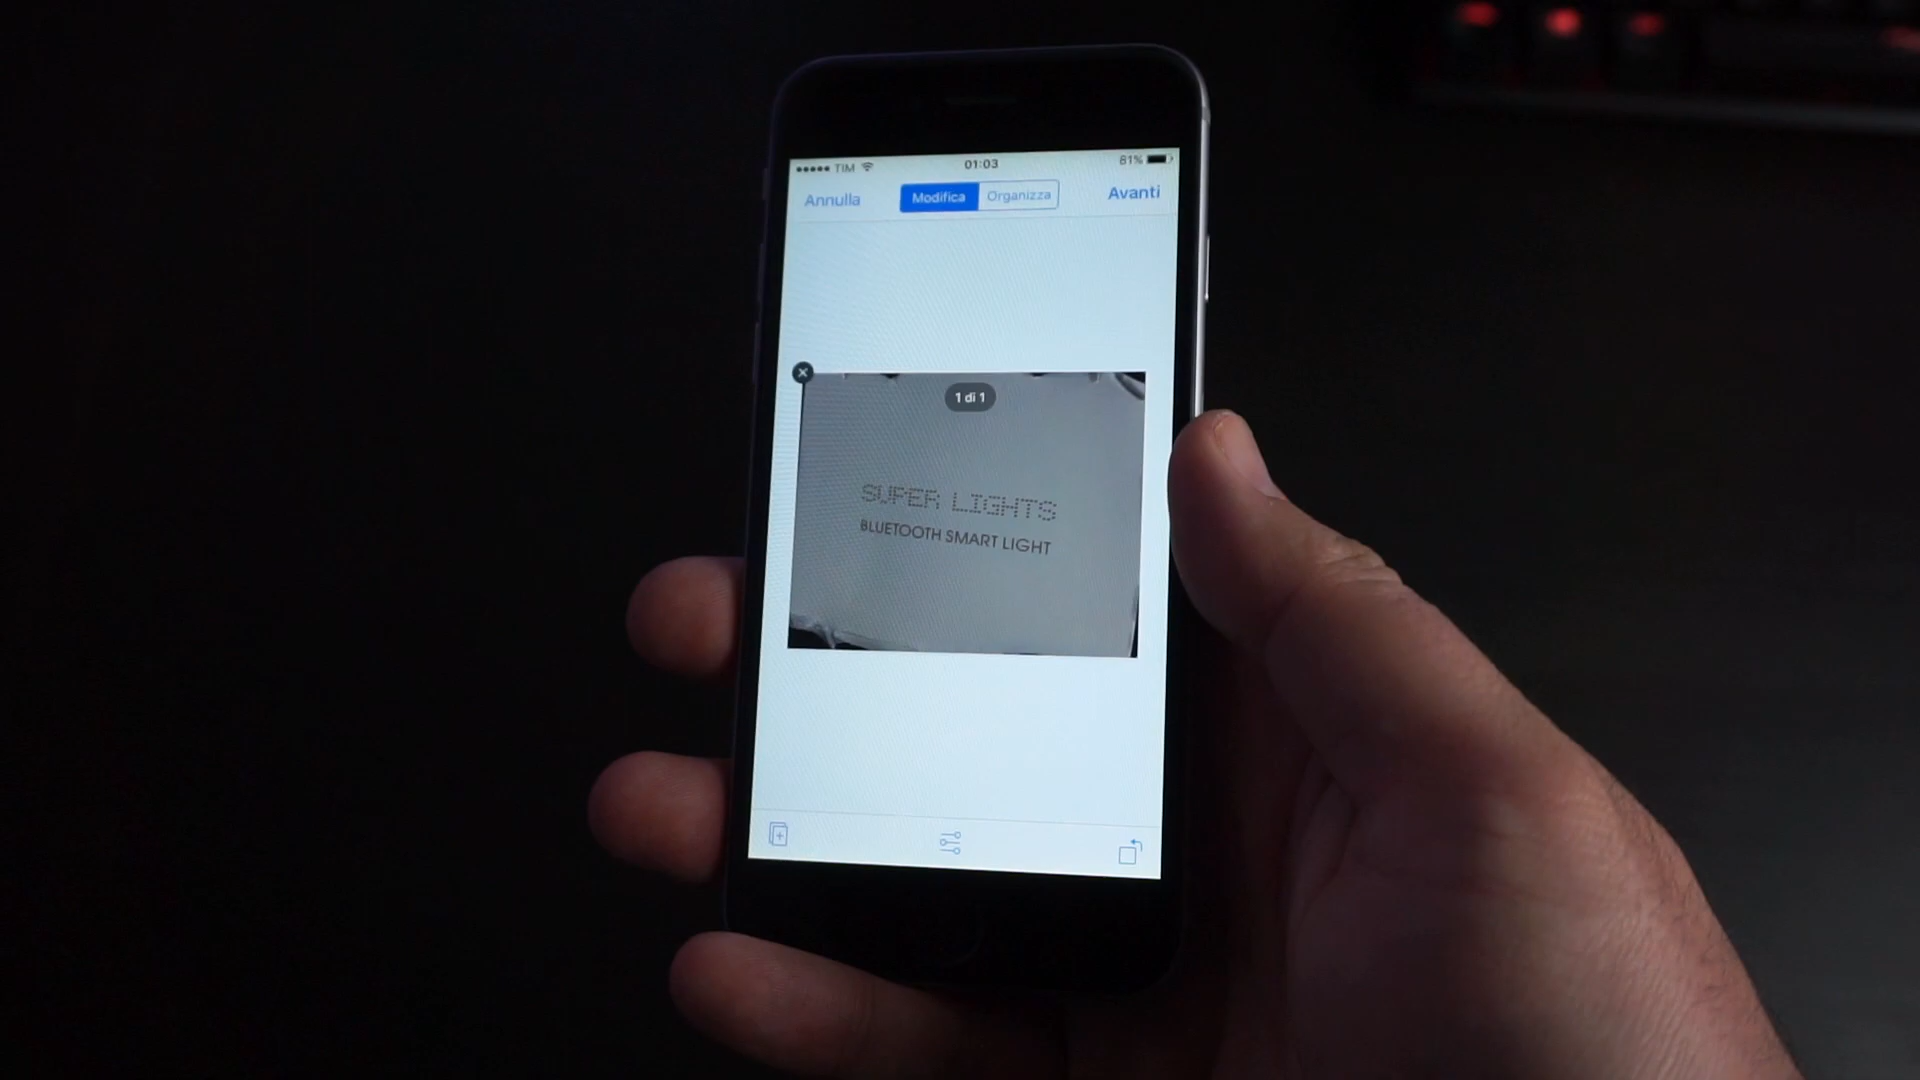 TIM 01:03 81%
Annulla Modifica Organizza Avanti
1 di 1
SUPER LIGHTS
BLUETOOTH SMART LIGHT